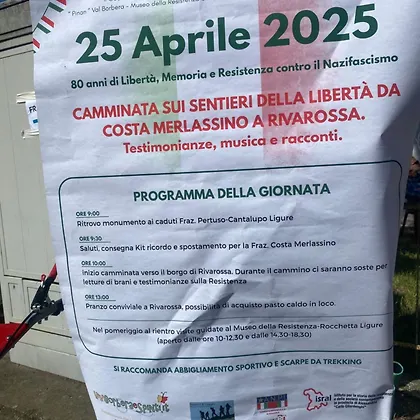 "Pinan" Val Borbera - Museo della Resistenza
25 Aprile 2025
80 anni di Libertà, Memoria e Resistenza contro il Nazifascismo
CAMMINATA SUI SENTIERI DELLA LIBERTÀ DA
COSTA MERLASSINO A RIVAROSSA.
Testimonianze, musica e racconti.
PROGRAMMA DELLA GIORNATA
ORE 9:00
Ritrovo monumento ai caduti Fraz. Pertuso-Cantalupo Ligure
ORE 9:30
Saluti, consegna Kit ricordo e spostamento per la Fraz. Costa Merlassino
ORE 10:00
Inizio camminata verso il borgo di Rivarossa. Durante il cammino ci saranno soste per
letture di brani e testimonianze sulla Resistenza
ORE 13:00
Pranzo conviviale a Rivarossa, possibilità di acquisto pasto caldo in loco.
Nel pomeriggio al rientro visite guidate al Museo della Resistenza-Rocchetta Ligure
(aperto dalle ore 10-12,30 e dalle 14.30-18.30)
SI RACCOMANDA ABBIGLIAMENTO SPORTIVO E SCARPE DA TREKKING
isral